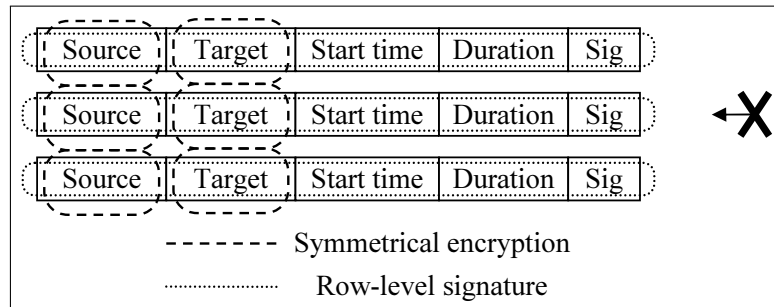 Source Target Start time Duration Sig
Source Target Start time Duration Sig
Source Target Start time Duration Sig
Symmetrical encryption
Row-level signature